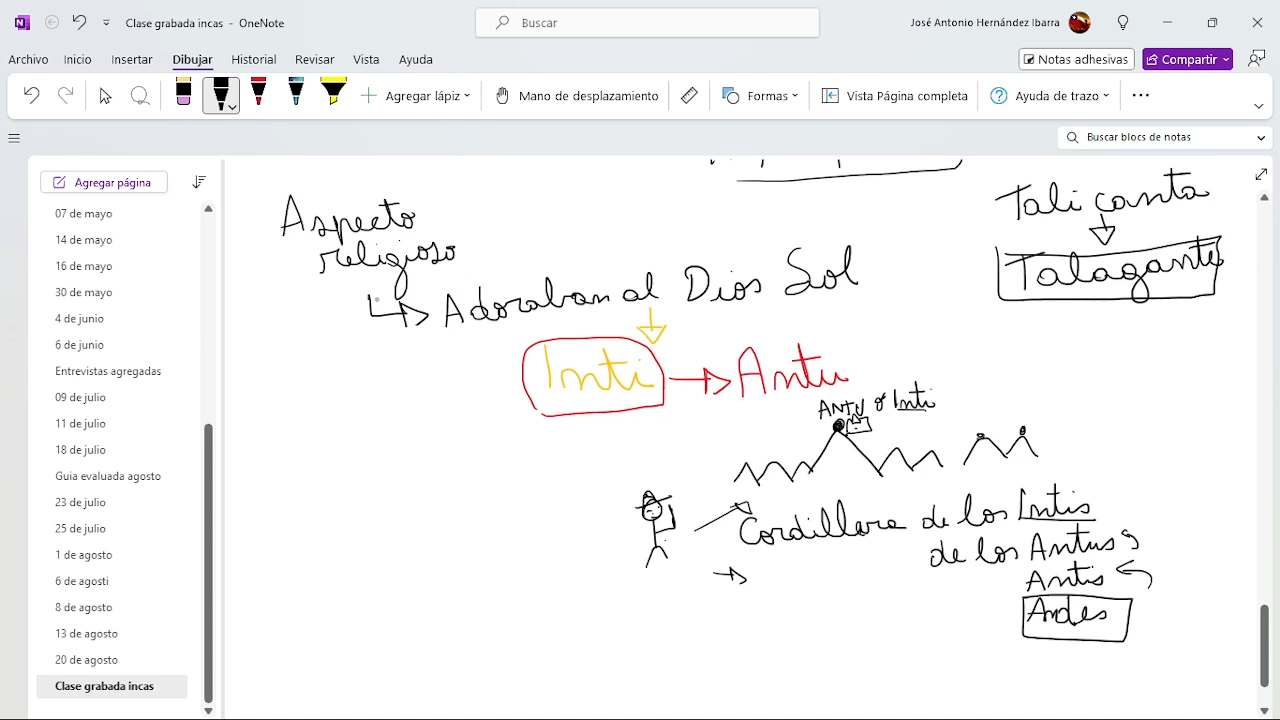 Clase grabada incas - OneNote
Buscar
José Antonio Hernández Ibarra
Archivo Inicio Insertar Dibujar Historial Revisar Vista Ayuda
Notas adhesivas
Compartir
Agregar lápiz
Mano de desplazamiento
Formas
Vista Página completa
Ayuda de trazo
Buscar blocs de notas
Agregar página
07 de mayo
14 de mayo
16 de mayo
30 de mayo
4 de junio
6 de junio
Entrevistas agregadas
09 de julio
11 de julio
18 de julio
Guia evaluada agosto
23 de julio
25 de julio
1 de agosto
6 de agosti
8 de agosto
13 de agosto
20 de agosto
Clase grabada incas
Aspecto
religioso
Adoraban al Dios Sol
Inti → Antu
Tali canta
Talagante
ANTU o Inti
Cordillera de los Intis
de los Antus
Antis
Andes